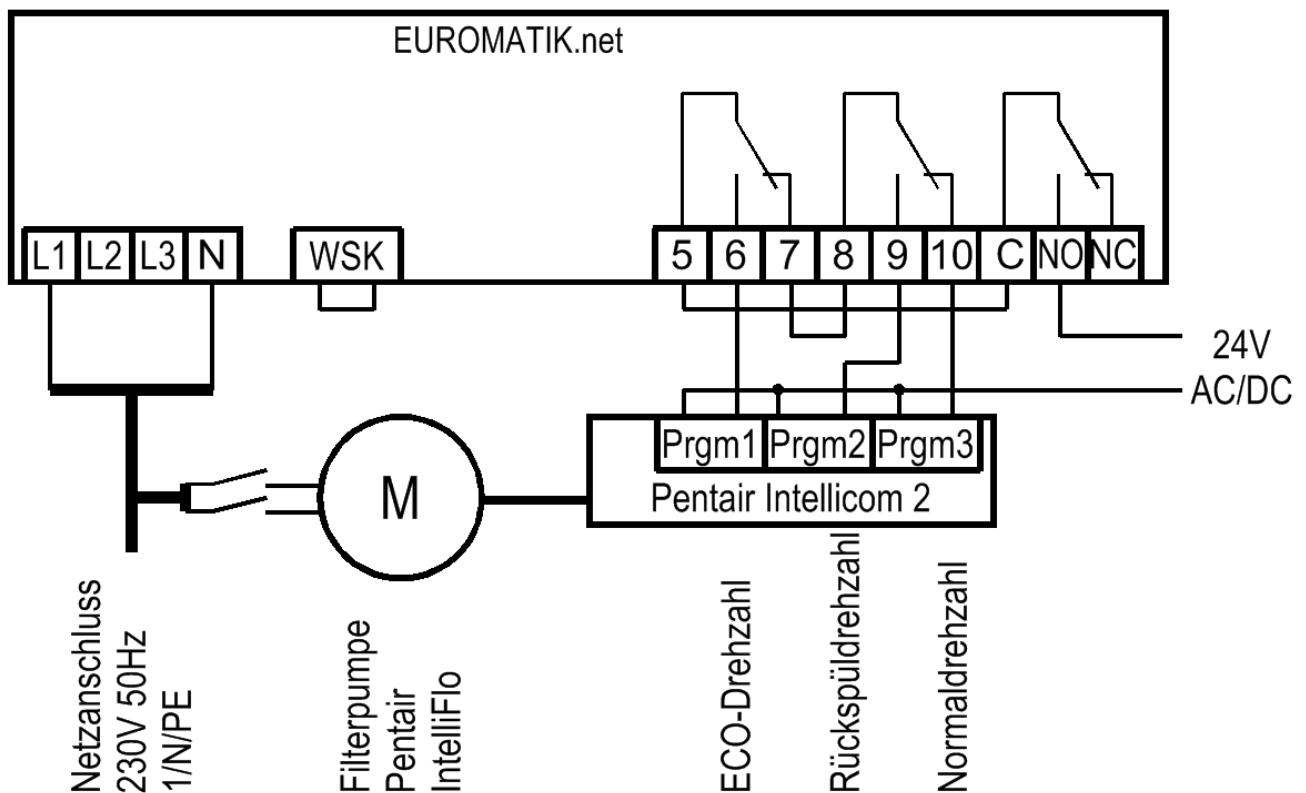 EUROMATIK.net
L1 L2 L3 N WSK 5 6 7 8 9 10 C NO NC
24V
AC/DC
Prgm1 Prgm2 Prgm3
M
Pentair Intellicom 2
Netzanschluss
230V 50Hz
1/N/PE
Filterpumpe
Pentair
IntelliFlo
ECO-Drehzahl
Rückspüldrehzahl
Normaldrehzahl